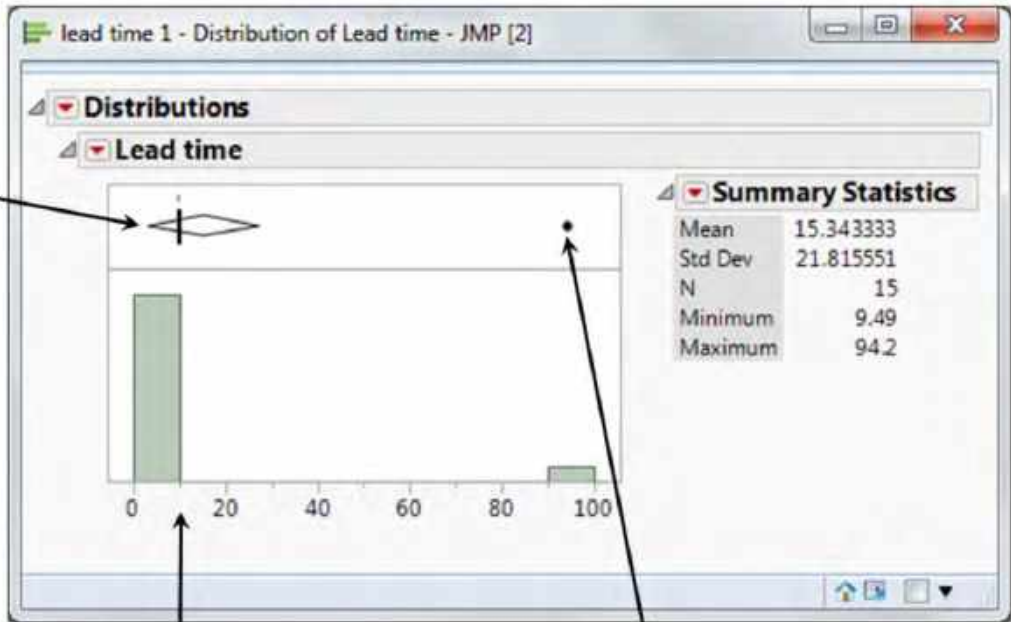 lead time 1 - Distribution of Lead time - JMP [2]
Distributions
Lead time
Summary Statistics
Mean 15.343333
Std Dev 21.815551
N 15
Minimum 9.49
Maximum 94.2
0 20 40 60 80 100